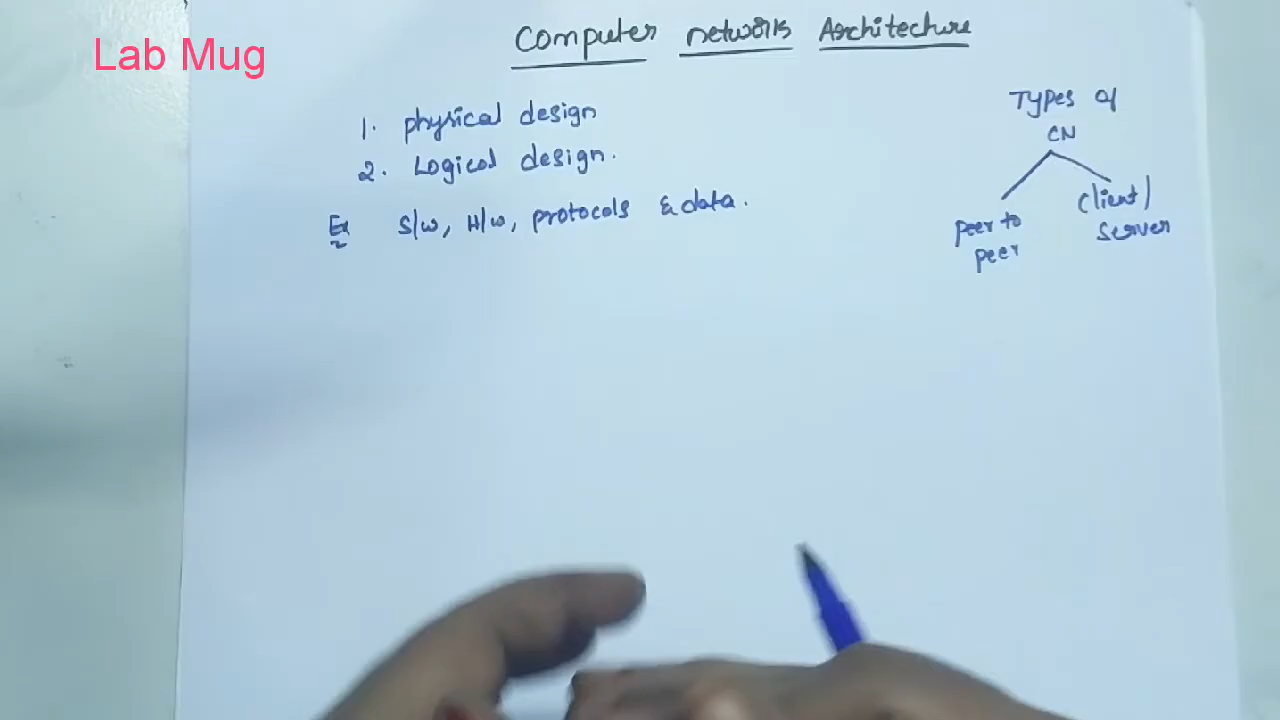 Lab Mug
Computer networks Architecture
1. physical design
2. Logical design.
Ex S/w, H/w, protocols & data.
Types of
CN
peer to
peer
client/
server